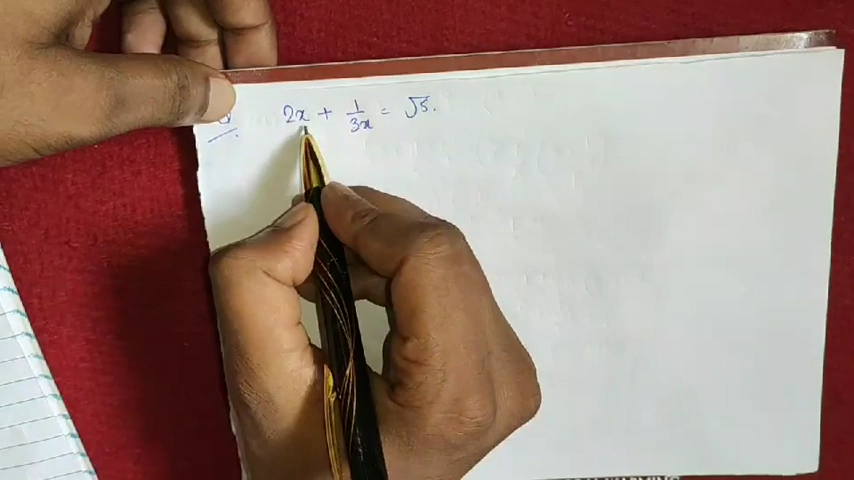 2x + 1/3x = √5.